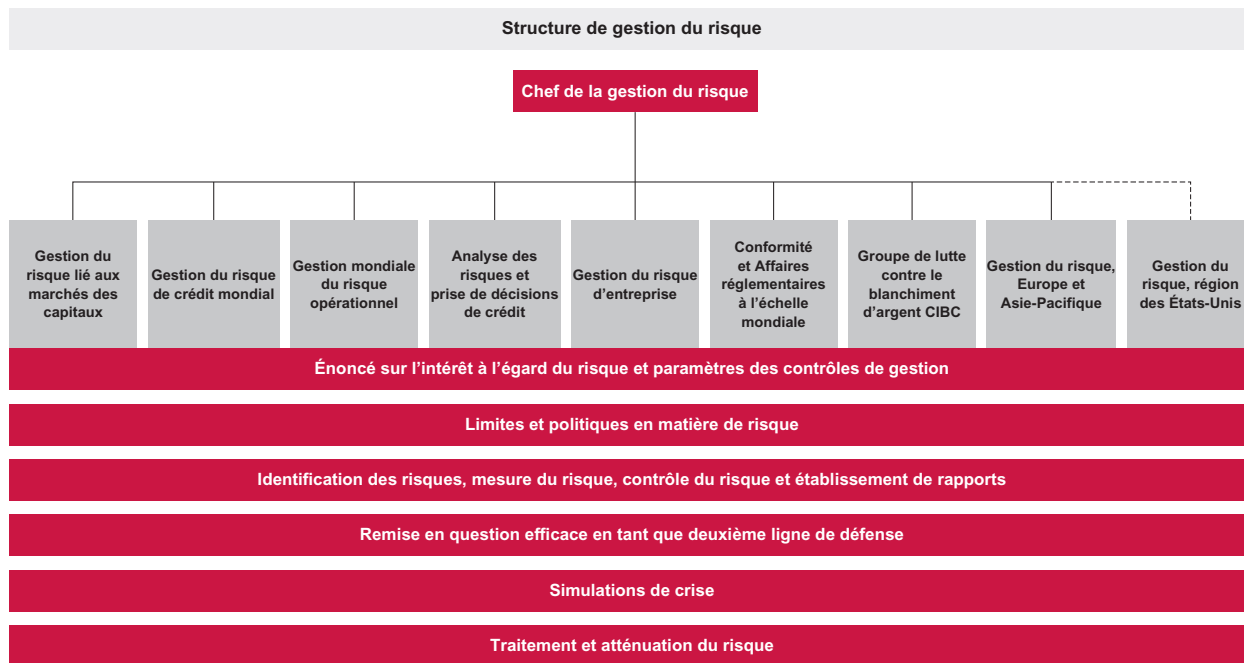 Structure de gestion du risque
Chef de la gestion du risque
Gestion du
risque lié aux
marchés des
capitaux
Gestion du risque
de crédit mondial
Gestion mondiale
du risque
opérationnel
Analyse des
risques et
prise de décisions
de crédit
Gestion du risque
d’entreprise
Conformité
et Affaires
réglementaires
à l’échelle
mondiale
Groupe de lutte
contre le
blanchiment
d’argent CIBC
Gestion du risque,
Europe et
Asie-Pacifique
Gestion du
risque, région
des États-Unis
Énoncé sur l’intérêt à l’égard du risque et paramètres des contrôles de gestion
Limites et politiques en matière de risque
Identification des risques, mesure du risque, contrôle du risque et établissement de rapports
Remise en question efficace en tant que deuxième ligne de défense
Simulations de crise
Traitement et atténuation du risque